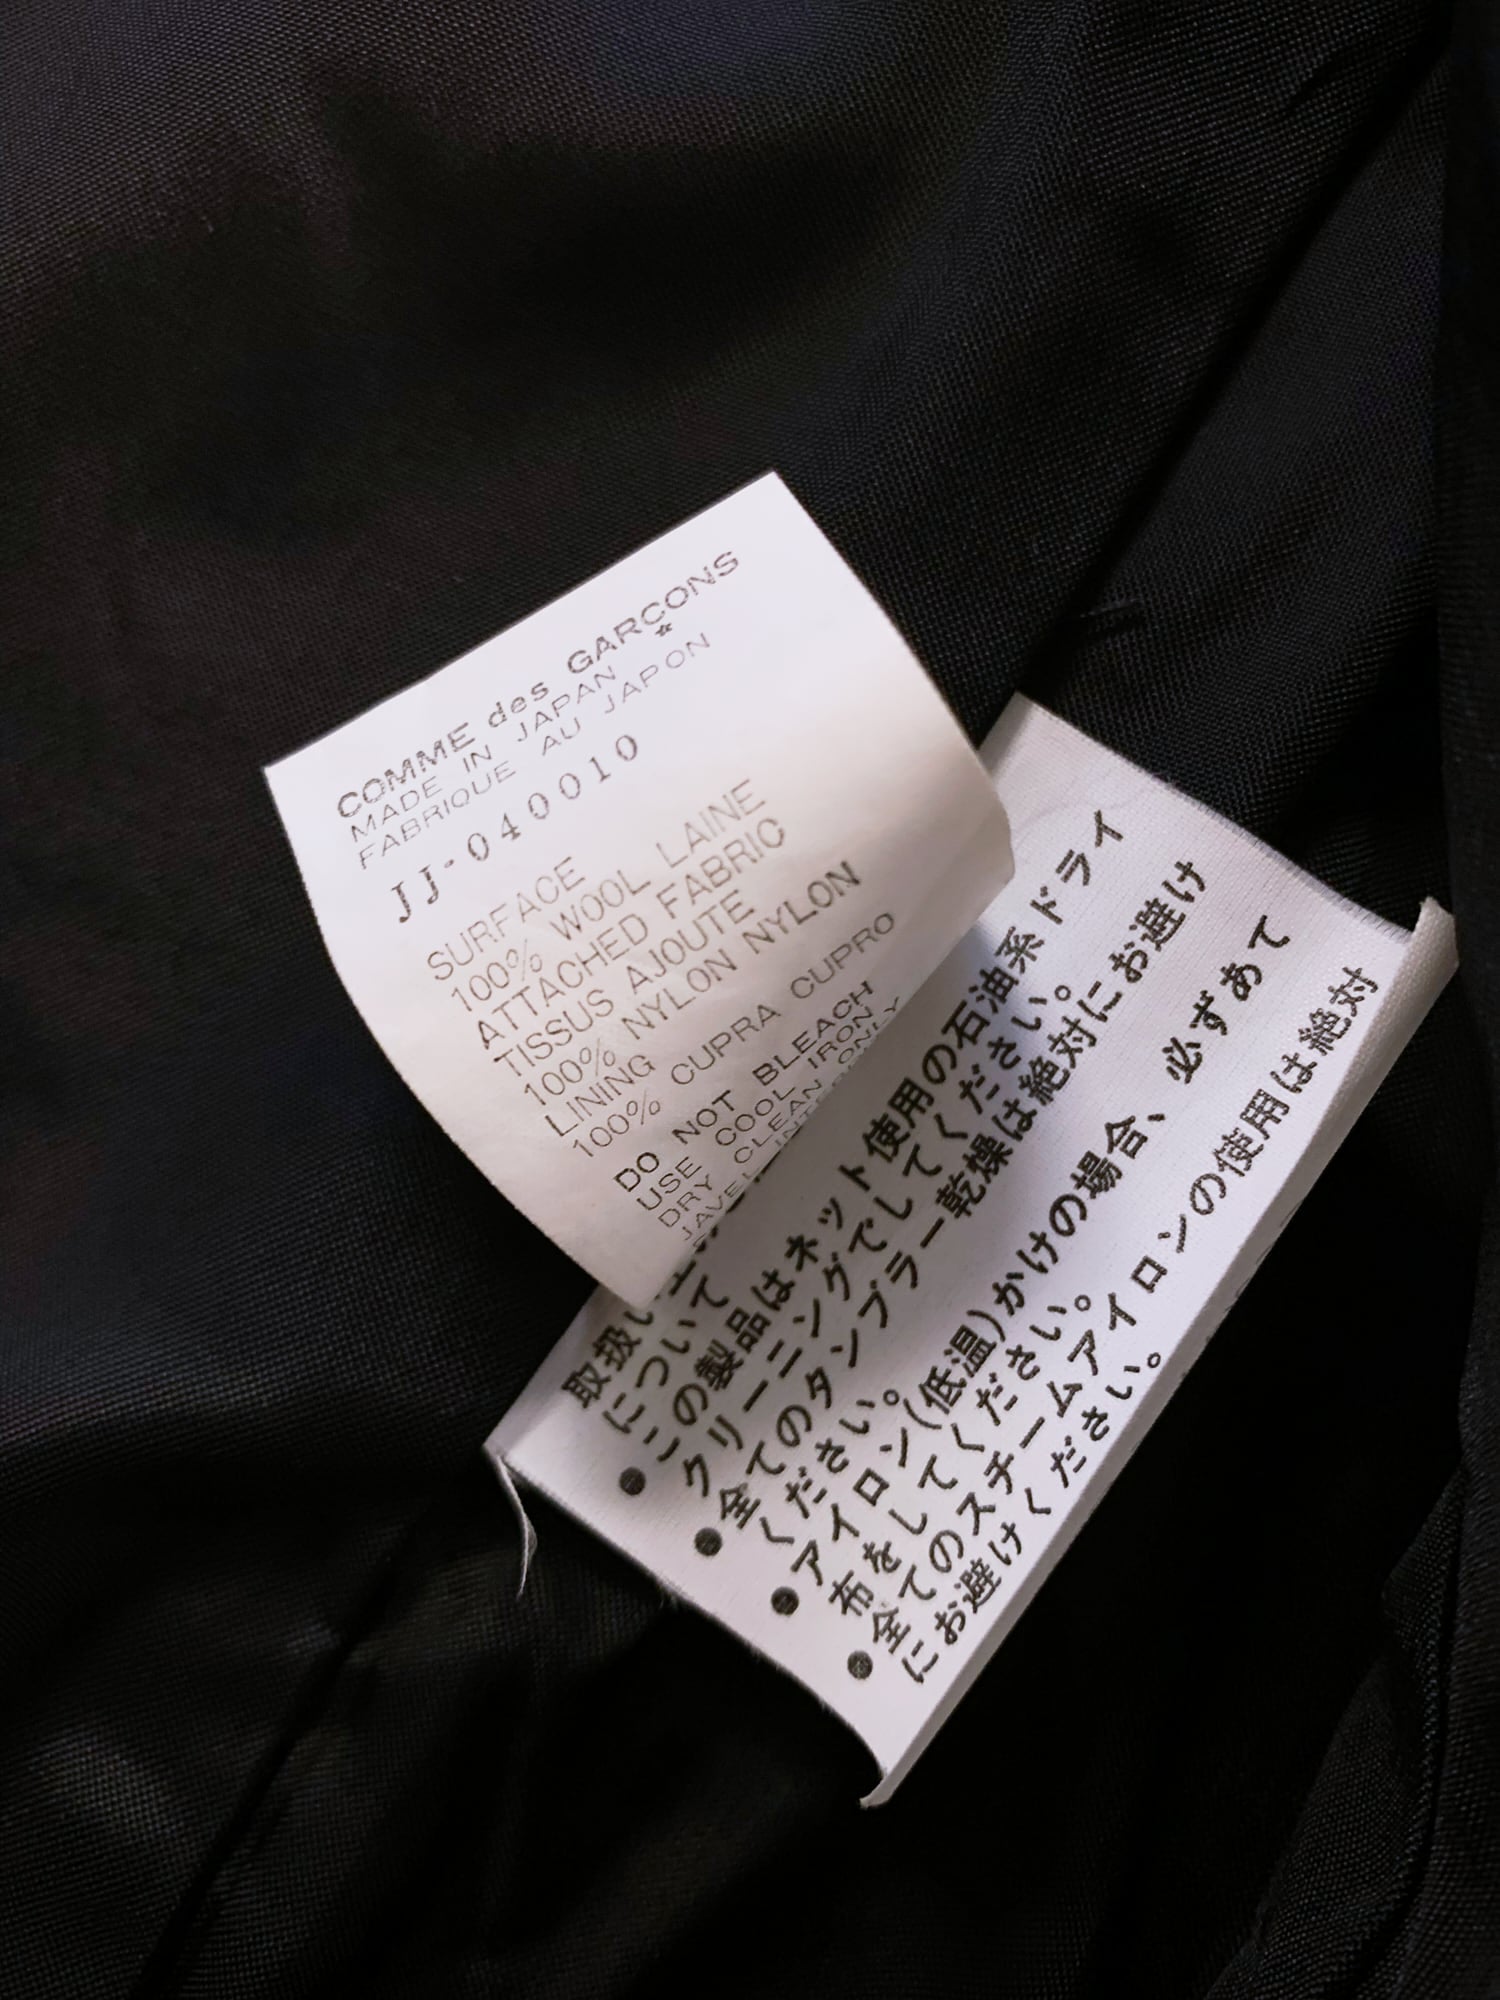 COMME des GARÇONS
MADE IN JAPAN
FABRIQUE AU JAPON
JJ-040010
SURFACE
100% WOOL LAINE
ATTACHED FABRIC
TISSUS AJOUTE
100% NYLON NYLON
LINING
100% CUPRA CUPRO
DO NOT BLEACH
USE COOL IRON
DRY CLEAN ONLY
取扱い上の
について
●この製品はネット使用の石油系ドライ
クリーニングでしてください。
●全てのタンブラー乾燥は絶対にお避け
ください。
●アイロン(低温)かけの場合、必ずあて
布をしてください。
●全てのスチームアイロンの使用は絶対
にお避けください。